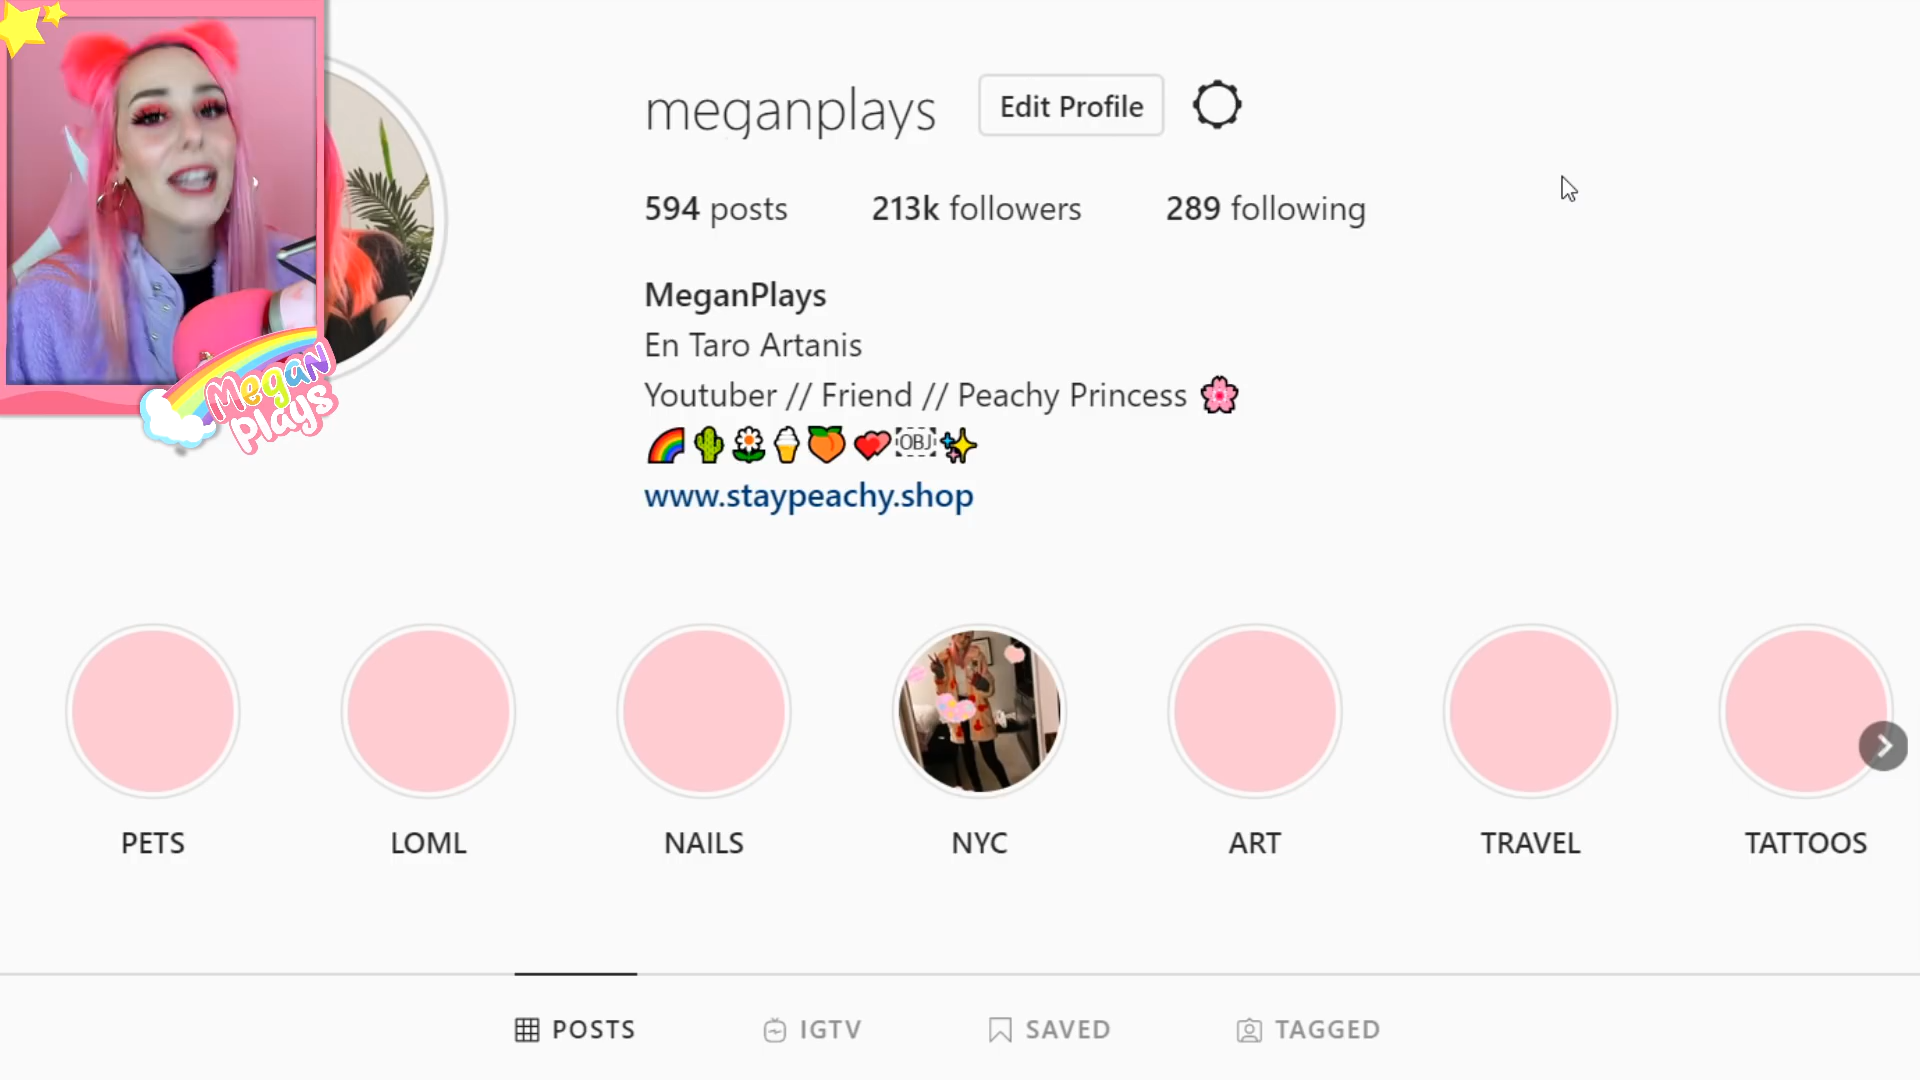 Megan
Plays
meganplays
Edit Profile
594 posts 213k followers 289 following
MeganPlays
En Taro Artanis
Youtuber // Friend // Peachy Princess 🌸
🌈🌵🌼🍦🍑💕OBJ✨
www.staypeachy.shop
PETS LOML NAILS NYC ART TRAVEL TATTOOS
POSTS IGTV SAVED TAGGED